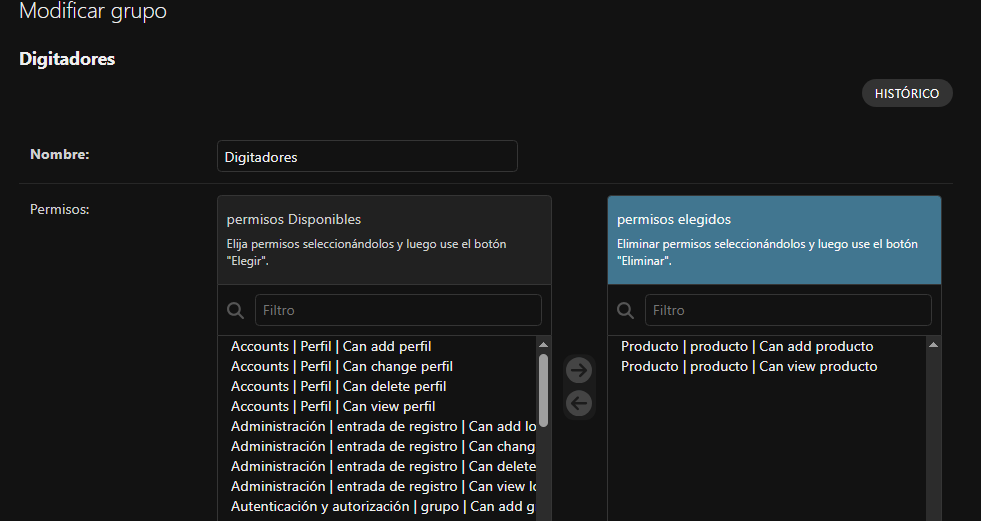 Modificar grupo
Digitadores
HISTÓRICO
Nombre:
Digitadores
Permisos:
permisos Disponibles
Elija permisos seleccionándolos y luego use el botón
"Elegir".
Filtro
Accounts | Perfil | Can add perfil
Accounts | Perfil | Can change perfil
Accounts | Perfil | Can delete perfil
Accounts | Perfil | Can view perfil
Administración | entrada de registro | Can add lo
Administración | entrada de registro | Can chang
Administración | entrada de registro | Can delete
Administración | entrada de registro | Can view lo
Autenticación y autorización | grupo | Can add g
permisos elegidos
Eliminar permisos seleccionándolos y luego use el botón
"Eliminar".
Filtro
Producto | producto | Can add producto
Producto | producto | Can view producto